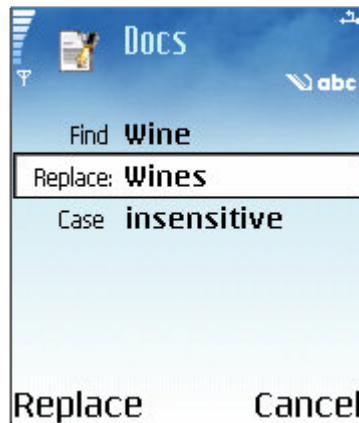 Docs
abc
Find Wine
Replace: Wines
Case insensitive
Replace Cancel